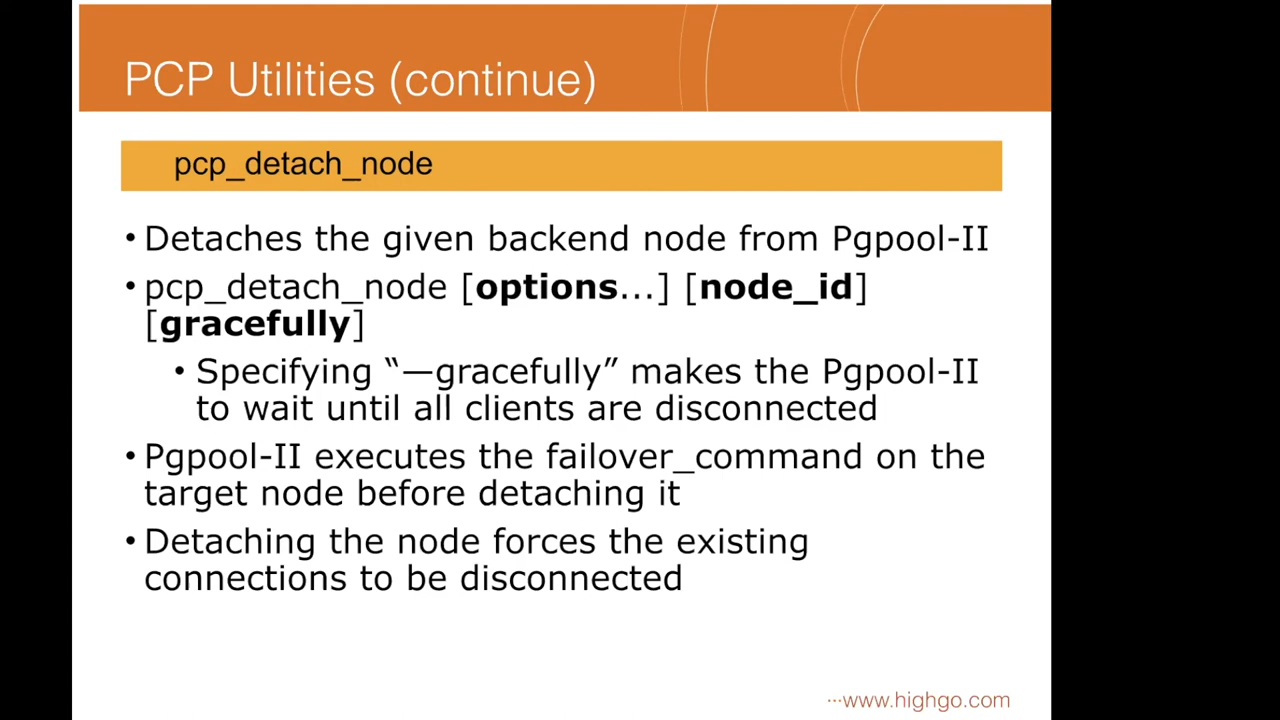 PCP Utilities (continue)
pcp_detach_node
• Detaches the given backend node from Pgpool-II
• pcp_detach_node [options...] [node_id]
[gracefully]
• Specifying “—gracefully” makes the Pgpool-II
to wait until all clients are disconnected
• Pgpool-II executes the failover_command on the
target node before detaching it
• Detaching the node forces the existing
connections to be disconnected
···www.highgo.com